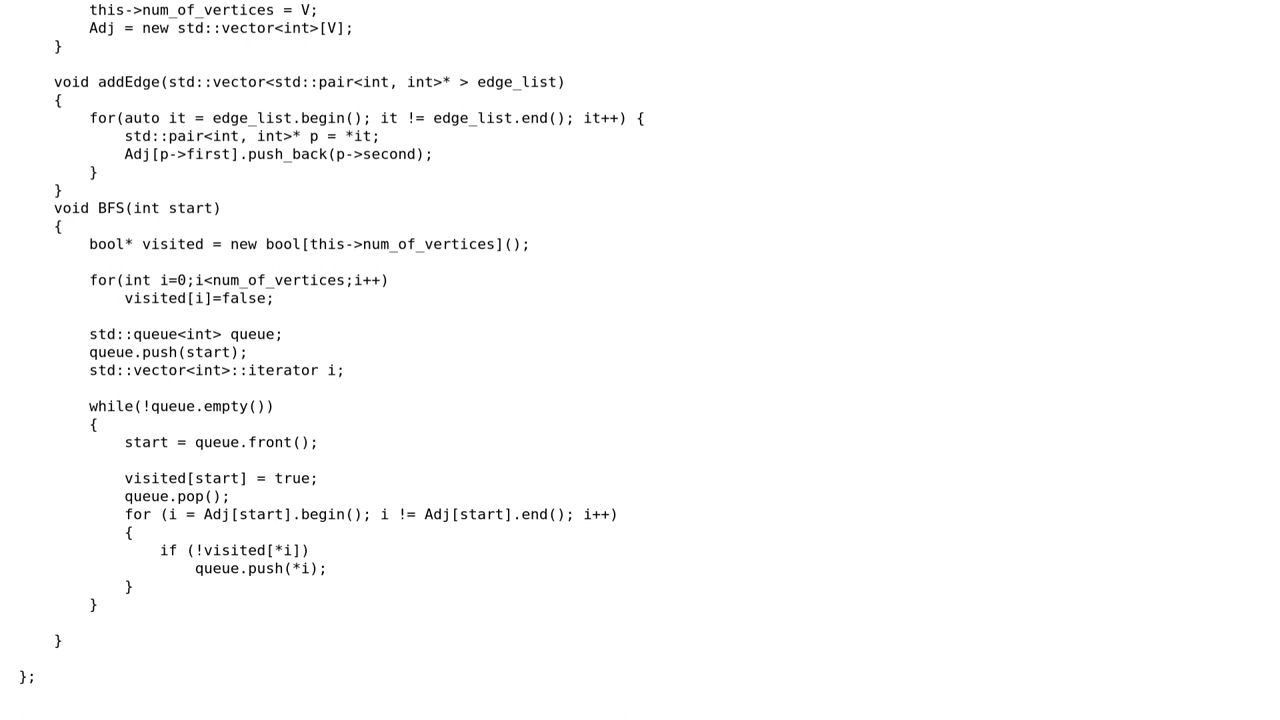 this->num_of_vertices = V;
        Adj = new std::vector<int>[V];
    }

    void addEdge(std::vector<std::pair<int, int>* > edge_list)
    {
        for(auto it = edge_list.begin(); it != edge_list.end(); it++) {
            std::pair<int, int>* p = *it;
            Adj[p->first].push_back(p->second);
        }
    }
    void BFS(int start)
    {
        bool* visited = new bool[this->num_of_vertices]();

        for(int i=0;i<num_of_vertices;i++)
            visited[i]=false;

        std::queue<int> queue;
        queue.push(start);
        std::vector<int>::iterator i;

        while(!queue.empty())
        {
            start = queue.front();

            visited[start] = true;
            queue.pop();
            for (i = Adj[start].begin(); i != Adj[start].end(); i++)
            {
                if (!visited[*i])
                    queue.push(*i);
            }
        }

    }

};